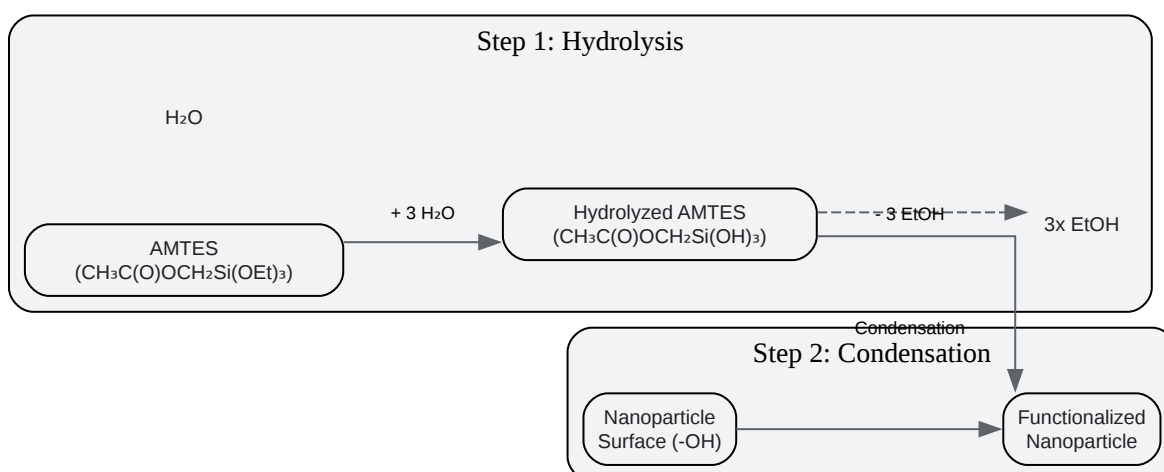 Step 1: Hydrolysis
H₂O
+ 3 H₂O
Hydrolyzed AMTES
(CH₃C(O)OCH₂Si(OH)₃)
- 3 EtOH
3x EtOH
AMTES
(CH₃C(O)OCH₂Si(OEt)₃)
Condensation
Step 2: Condensation
Nanoparticle
Surface (-OH)
Functionalized
Nanoparticle